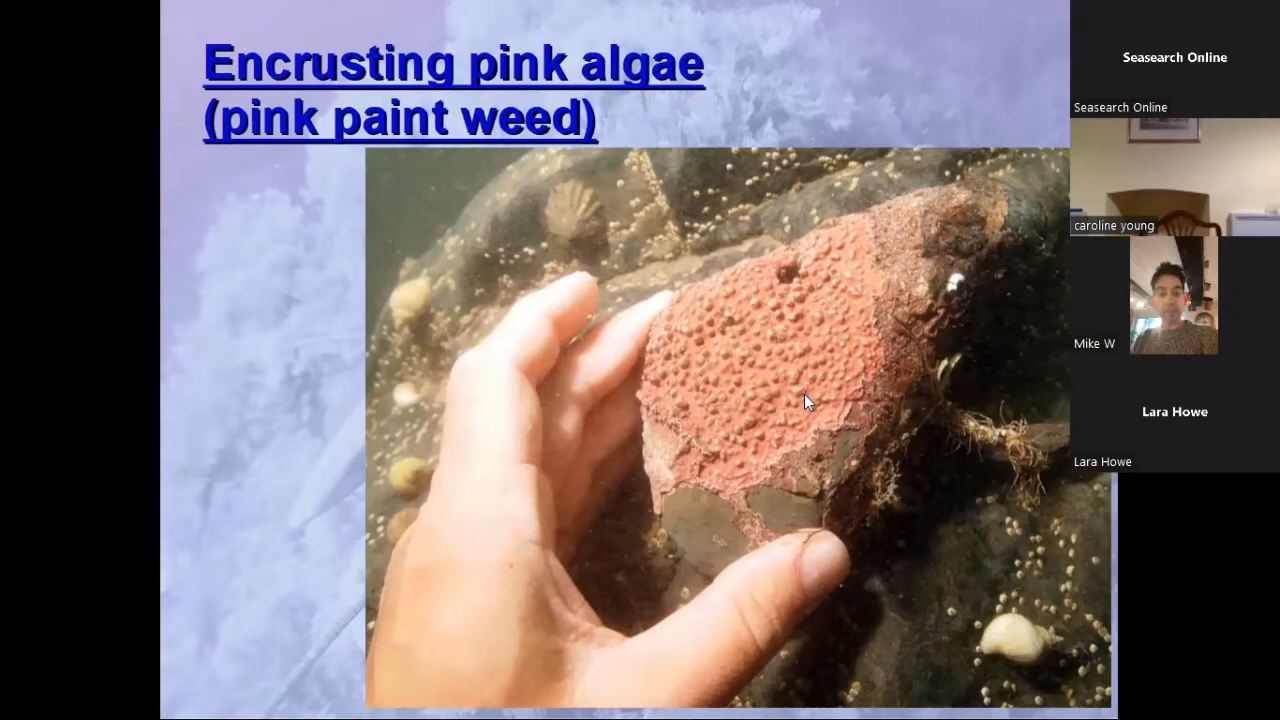 Encrusting pink algae
(pink paint weed)
Seasearch Online
Seasearch Online
caroline young
Mike W
Lara Howe
Lara Howe